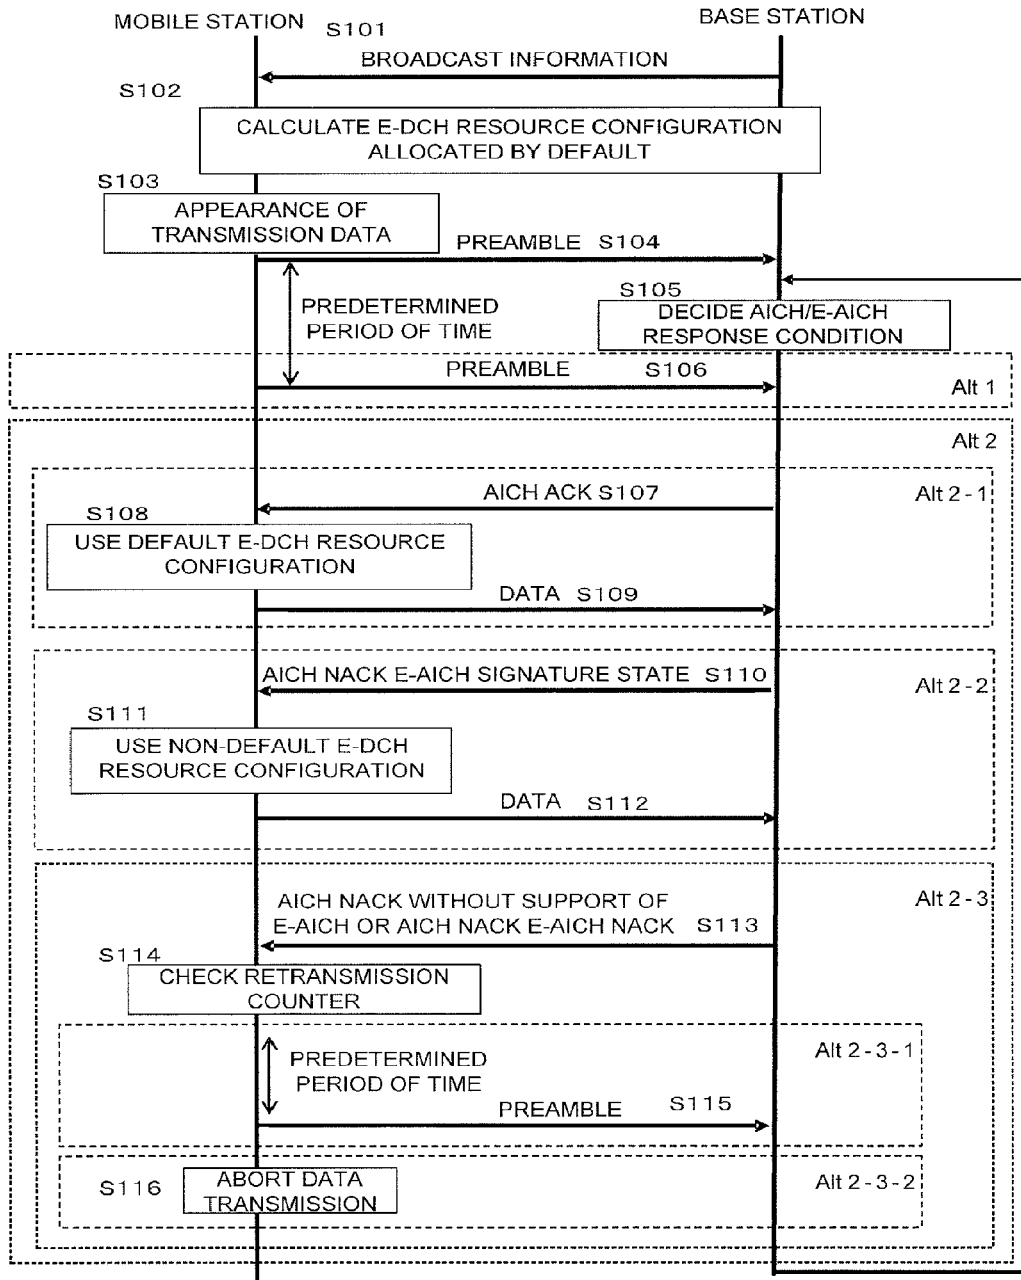 MOBILE STATION
S101
BASE STATION
BROADCAST INFORMATION
S102
CALCULATE E-DCH RESOURCE CONFIGURATION
ALLOCATED BY DEFAULT
S103
APPEARANCE OF
TRANSMISSION DATA
PREAMBLE S104
S105
PREDETERMINED
PERIOD OF TIME
DECIDE AICH/E-AICH
RESPONSE CONDITION
PREAMBLE S106
Alt 1
Alt 2
AICH ACK S107
Alt 2-1
S108
USE DEFAULT E-DCH RESOURCE
CONFIGURATION
DATA S109
AICH NACK E-AICH SIGNATURE STATE S110
Alt 2-2
S111
USE NON-DEFAULT E-DCH
RESOURCE CONFIGURATION
DATA S112
AICH NACK WITHOUT SUPPORT OF
E-AICH OR AICH NACK E-AICH NACK S113
Alt 2-3
S114
CHECK RETRANSMISSION
COUNTER
Alt 2-3-1
PREDETERMINED
PERIOD OF TIME
PREAMBLE S115
S116
ABORT DATA
TRANSMISSION
Alt 2-3-2